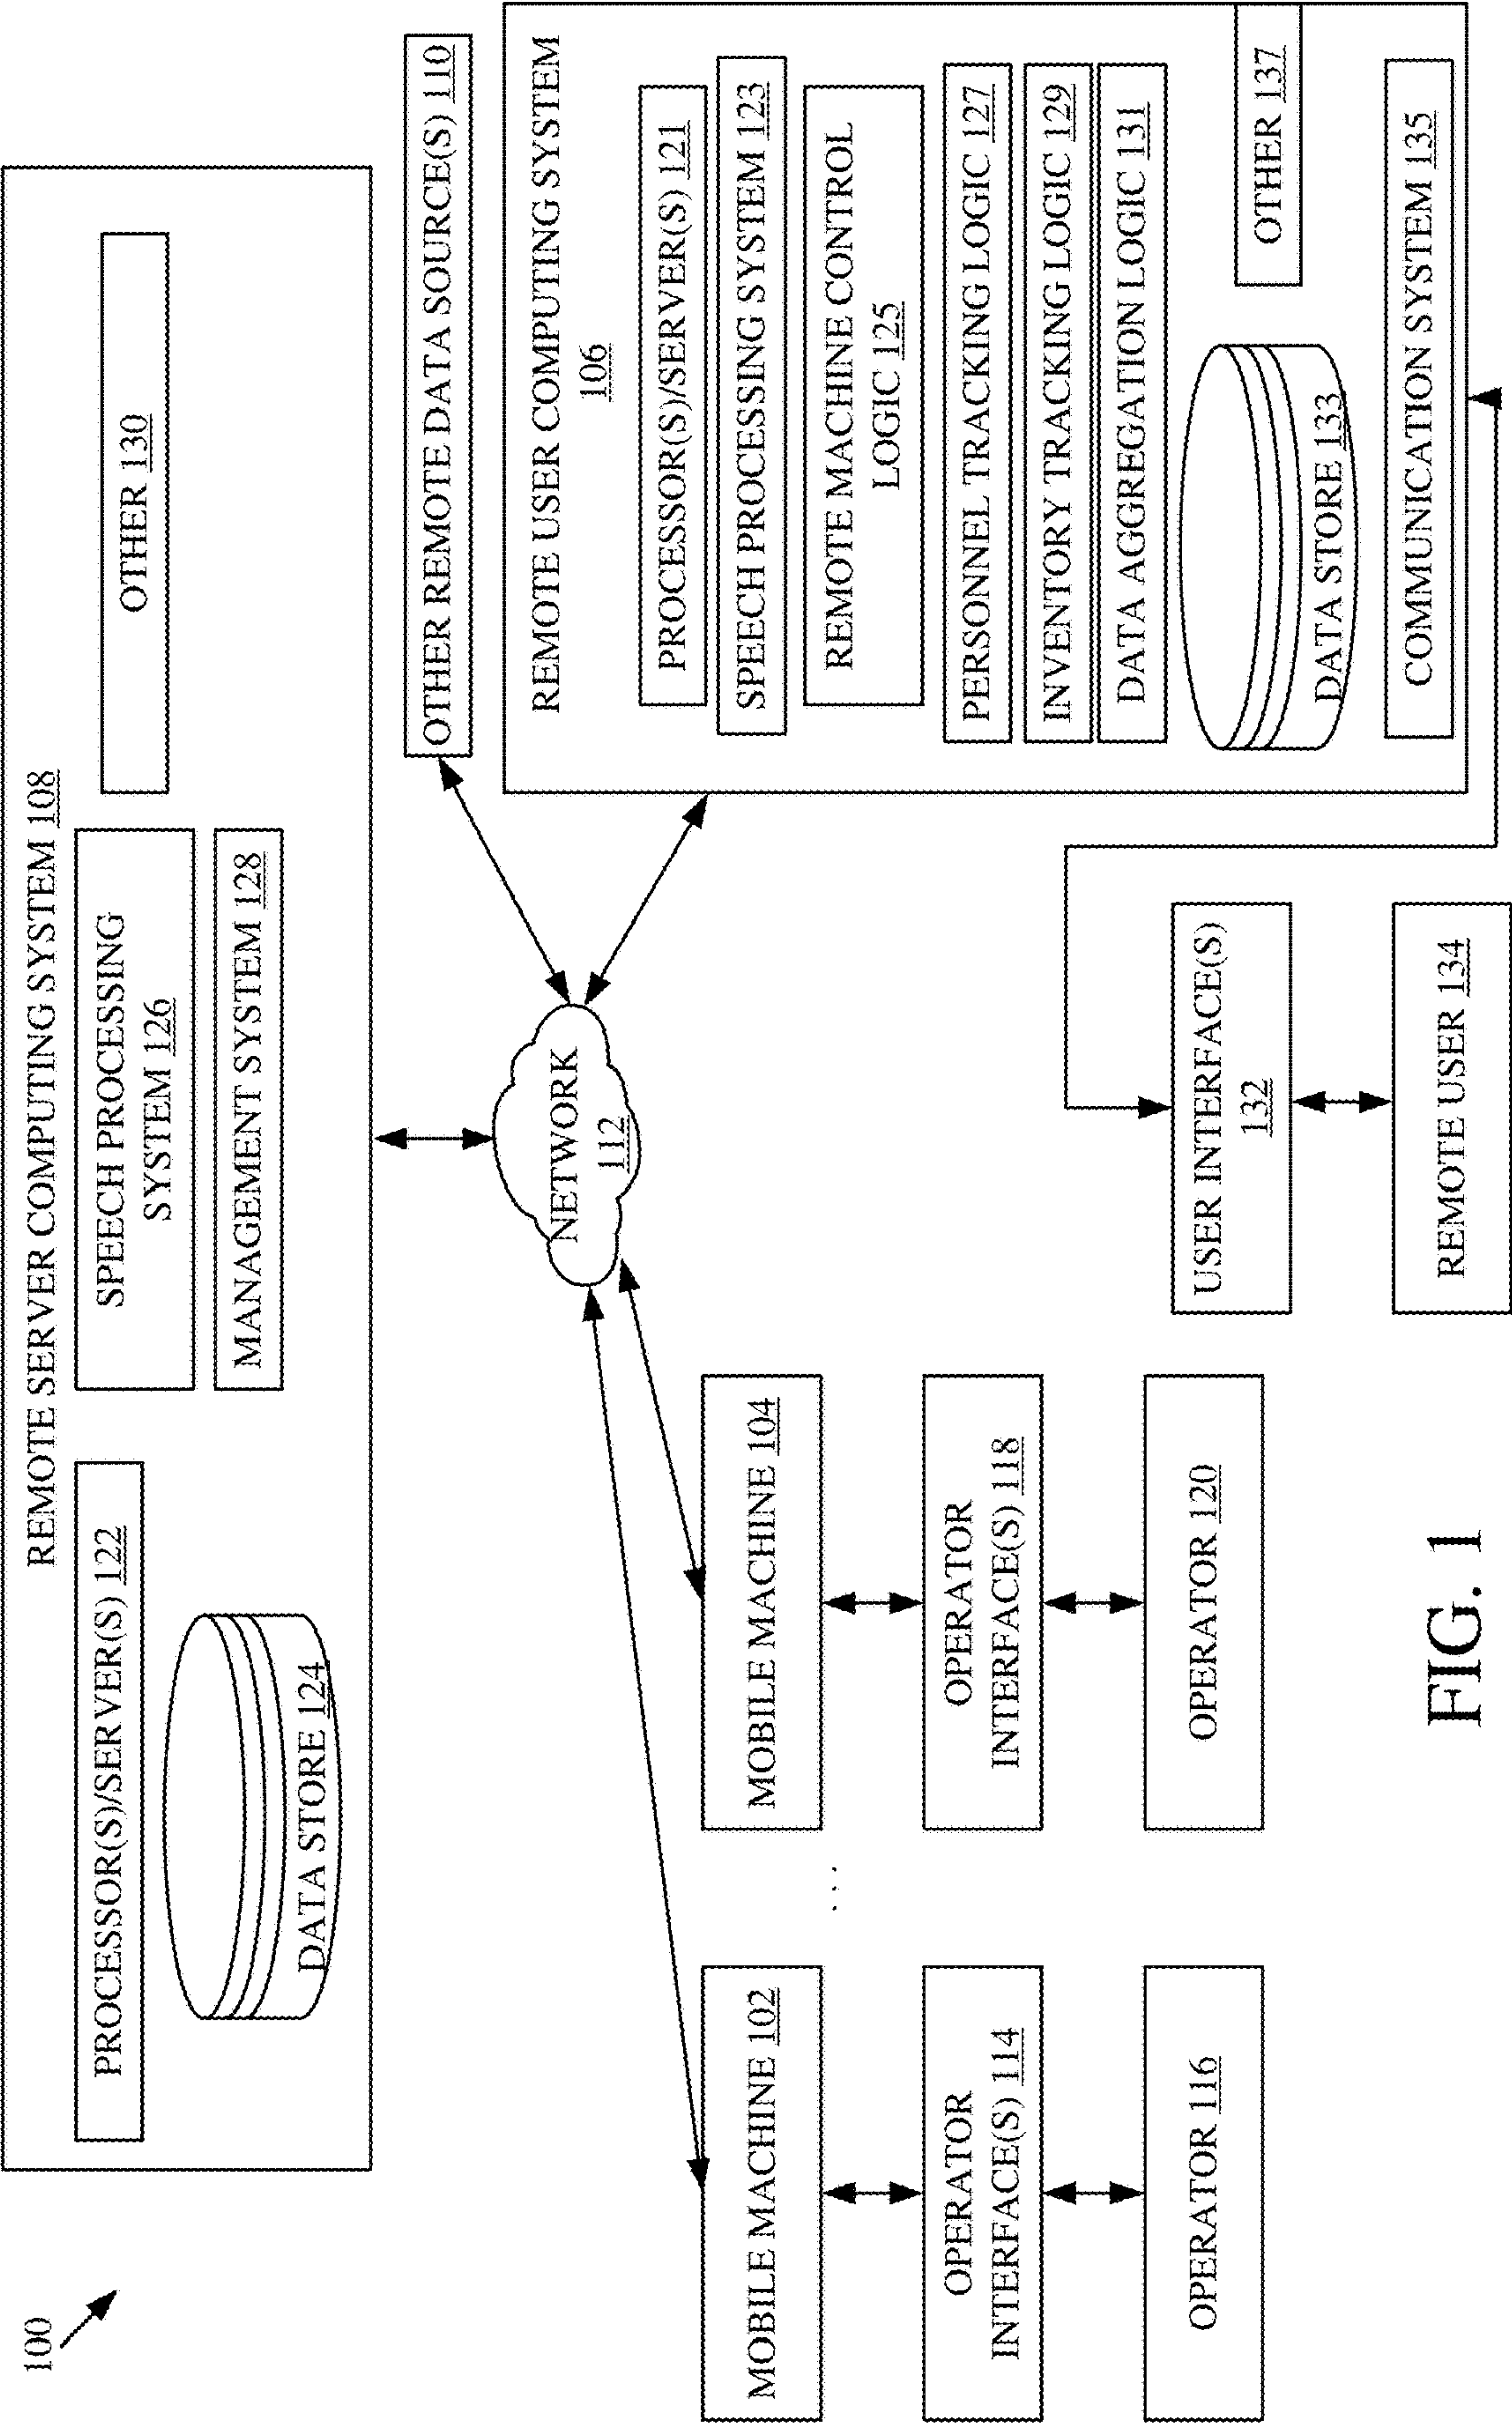 100
REMOTE SERVER COMPUTING SYSTEM 108
PROCESSOR(S)/SERVER(S) 122
DATA STORE 124
SPEECH PROCESSING
SYSTEM 126
MANAGEMENT SYSTEM 128
OTHER 130
OTHER REMOTE DATA SOURCE(S) 110
NETWORK
112
REMOTE USER COMPUTING SYSTEM
106
PROCESSOR(S)/SERVER(S) 121
SPEECH PROCESSING SYSTEM 123
REMOTE MACHINE CONTROL
LOGIC 125
PERSONNEL TRACKING LOGIC 127
INVENTORY TRACKING LOGIC 129
DATA AGGREGATION LOGIC 131
DATA STORE 133
OTHER 137
COMMUNICATION SYSTEM 135
MOBILE MACHINE 102
OPERATOR
INTERFACE(S) 114
OPERATOR 116
...
MOBILE MACHINE 104
OPERATOR
INTERFACE(S) 118
OPERATOR 120
USER INTERFACE(S)
132
REMOTE USER 134
FIG. 1